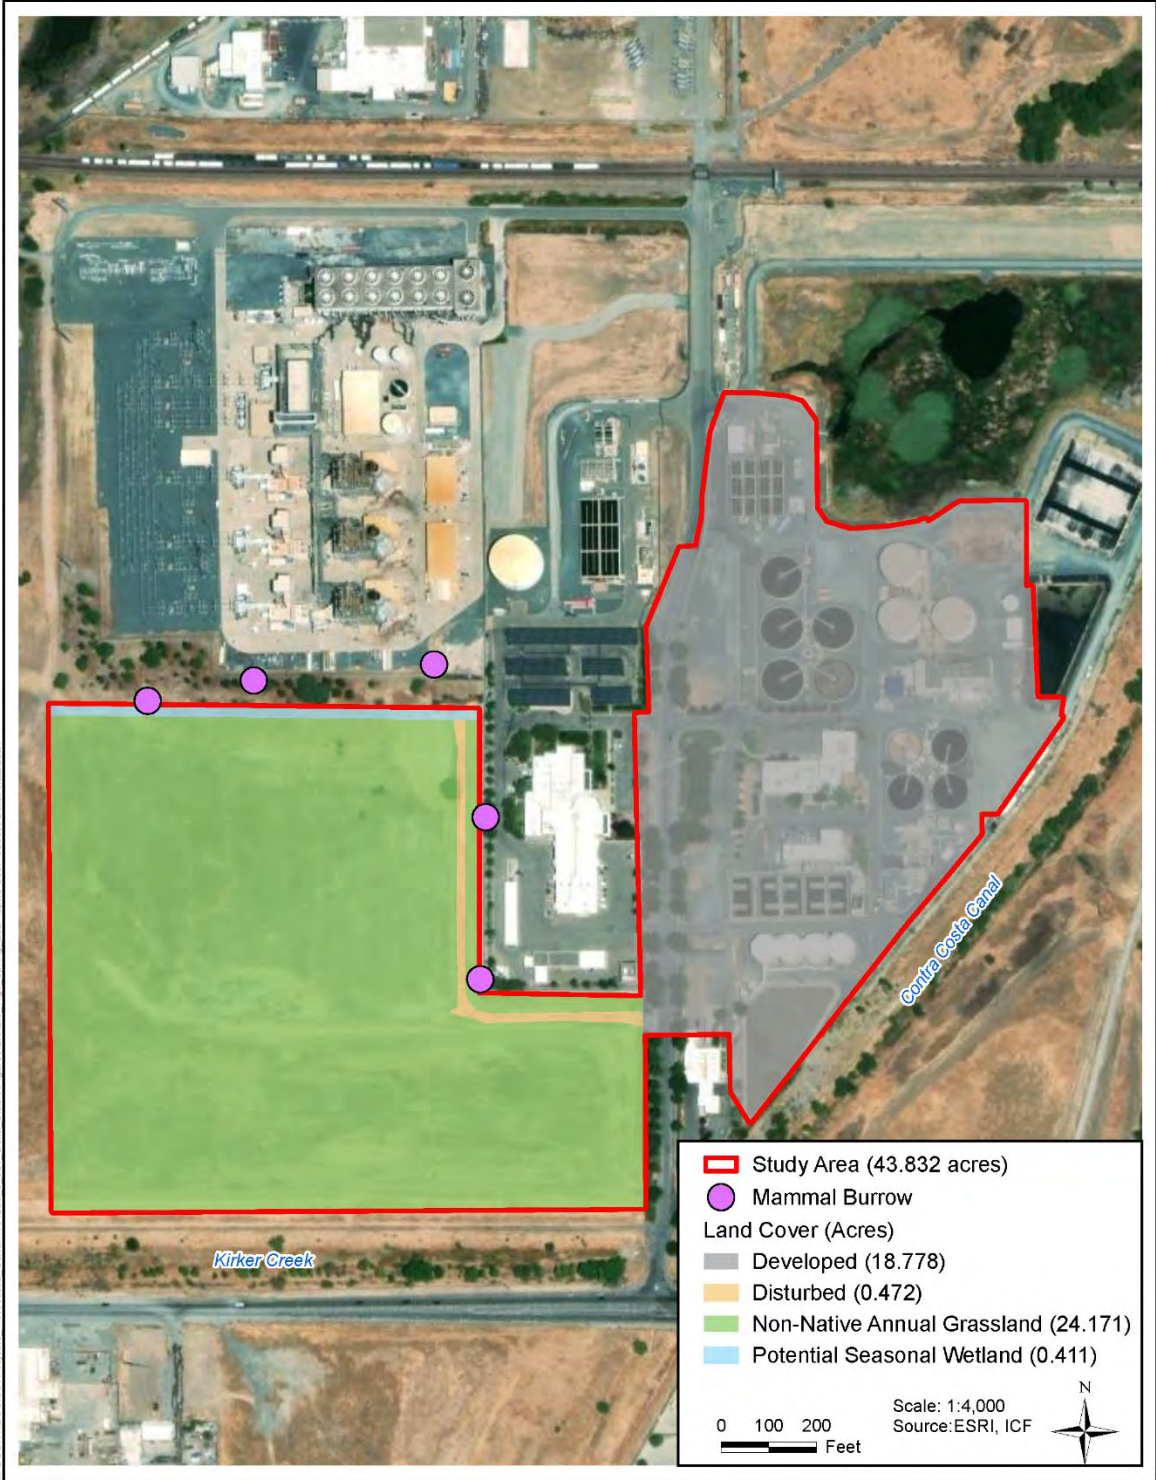 Contra Costa Canal
Kirker Creek
Study Area (43.832 acres)
Mammal Burrow
Land Cover (Acres)
Developed (18.778)
Disturbed (0.472)
Non-Native Annual Grassland (24.171)
Potential Seasonal Wetland (0.411)
N
Scale: 1:4,000
Source:ESRI, ICF
0 100 200
Feet